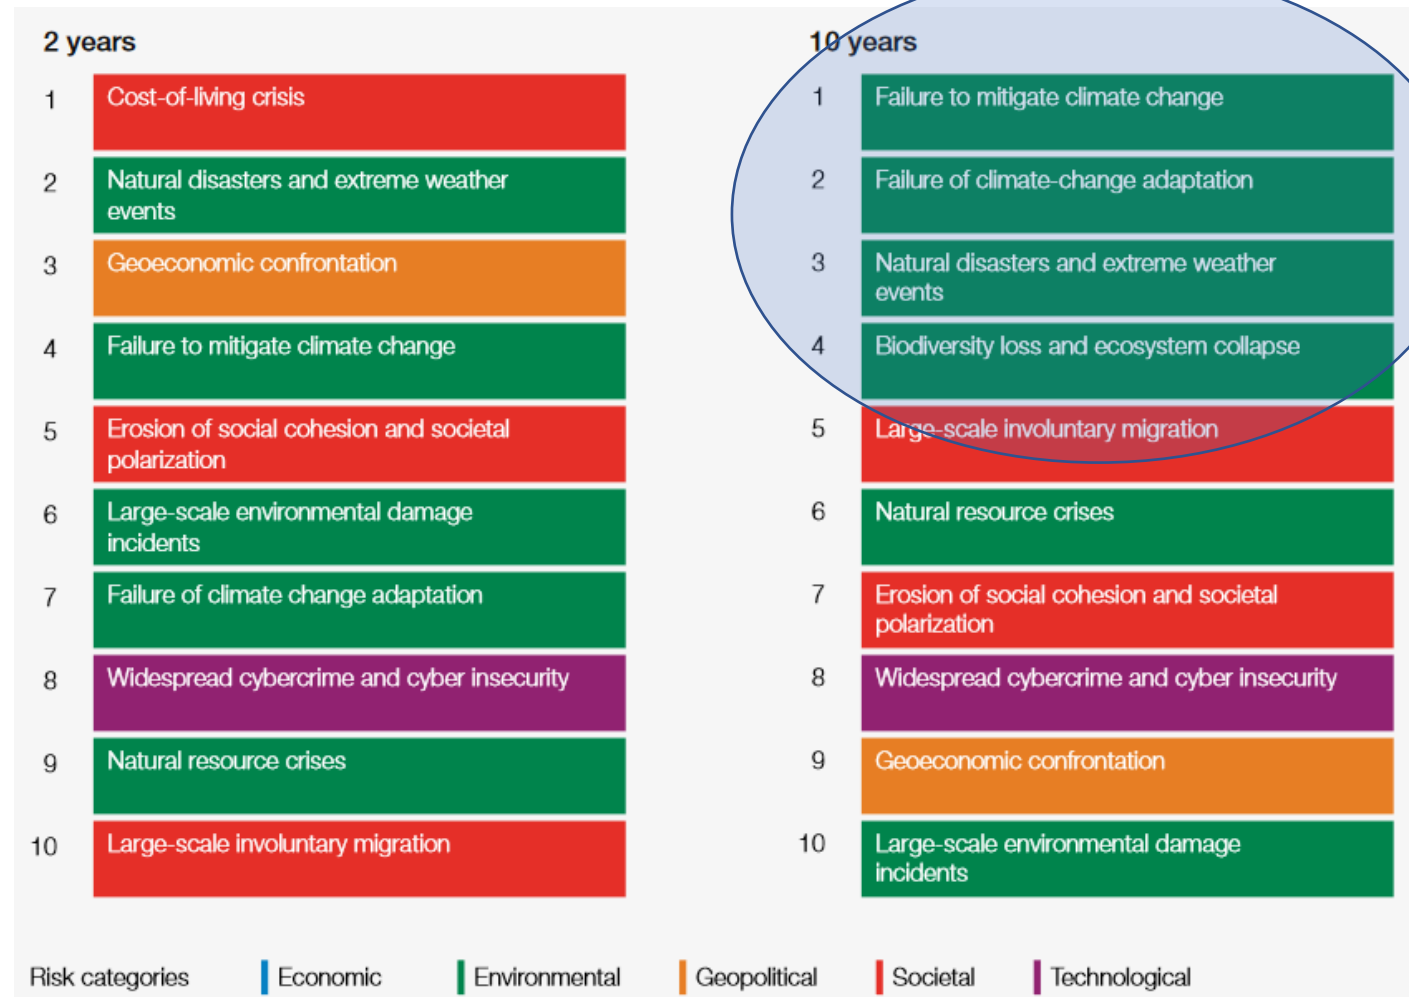 2 years
1 Cost-of-living crisis
2 Natural disasters and extreme weather
events
3 Geoeconomic confrontation
4 Failure to mitigate climate change
5 Erosion of social cohesion and societal
polarization
6 Large-scale environmental damage
incidents
7 Failure of climate change adaptation
8 Widespread cybercrime and cyber insecurity
9 Natural resource crises
10 Large-scale involuntary migration
10 years
1 Failure to mitigate climate change
2 Failure of climate-change adaptation
3 Natural disasters and extreme weather
events
4 Biodiversity loss and ecosystem collapse
5 Large-scale involuntary migration
6 Natural resource crises
7 Erosion of social cohesion and societal
polarization
8 Widespread cybercrime and cyber insecurity
9 Geoeconomic confrontation
10 Large-scale environmental damage
incidents
Risk categories Economic Environmental Geopolitical Societal Technological